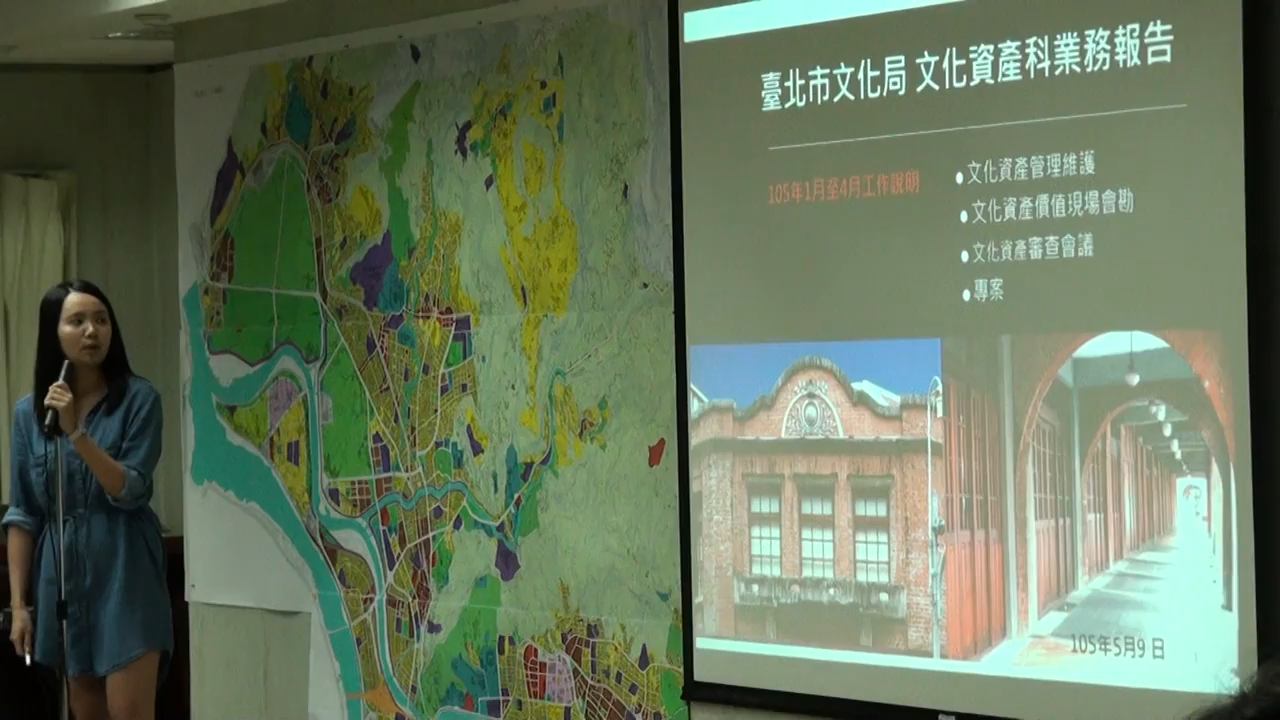 臺北市文化局 文化資產科業務報告
105年1月至4月工作說明
●文化資產管理維護
●文化資產價值現場會勘
●文化資產審查會議
●專案
105年5月9 日